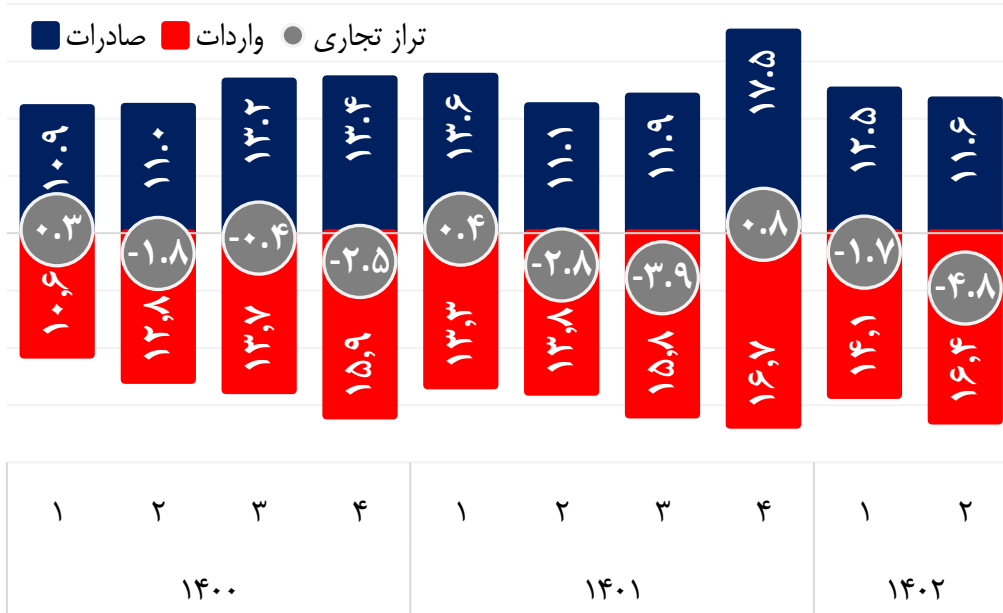 صادرات واردات تراز تجاری
۱۰.۹ ۱۱.۰ ۱۳.۲ ۱۳.۴ ۱۳.۶ ۱۱.۱ ۱۱.۹ ۱۷.۵ ۱۲.۵ ۱۱.۶
۰.۳ -۱.۸ -۰.۴ -۲.۵ ۰.۴ -۲.۸ -۳.۹ ۰.۸ -۱.۷ -۴.۸
۱۰,۶ ۱۲,۸ ۱۳,۷ ۱۵,۹ ۱۳,۳ ۱۳,۸ ۱۵,۸ ۱۶,۷ ۱۴,۱ ۱۶,۴
۱ ۲ ۳ ۴ ۱ ۲ ۳ ۴ ۱ ۲
۱۴۰۰ ۱۴۰۱ ۱۴۰۲